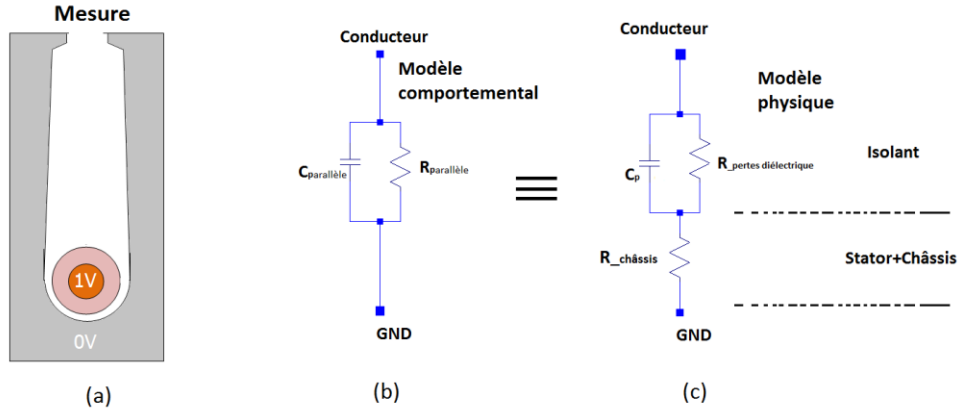 Mesure
1V
0V
(a)
Conducteur
Modèle
comportemental
Cparallèle
Rparallèle
GND
(b)
Conducteur
Modèle
physique
Cp
R_pertes diélectrique
Isolant
R_châssis
Stator+Châssis
GND
(c)